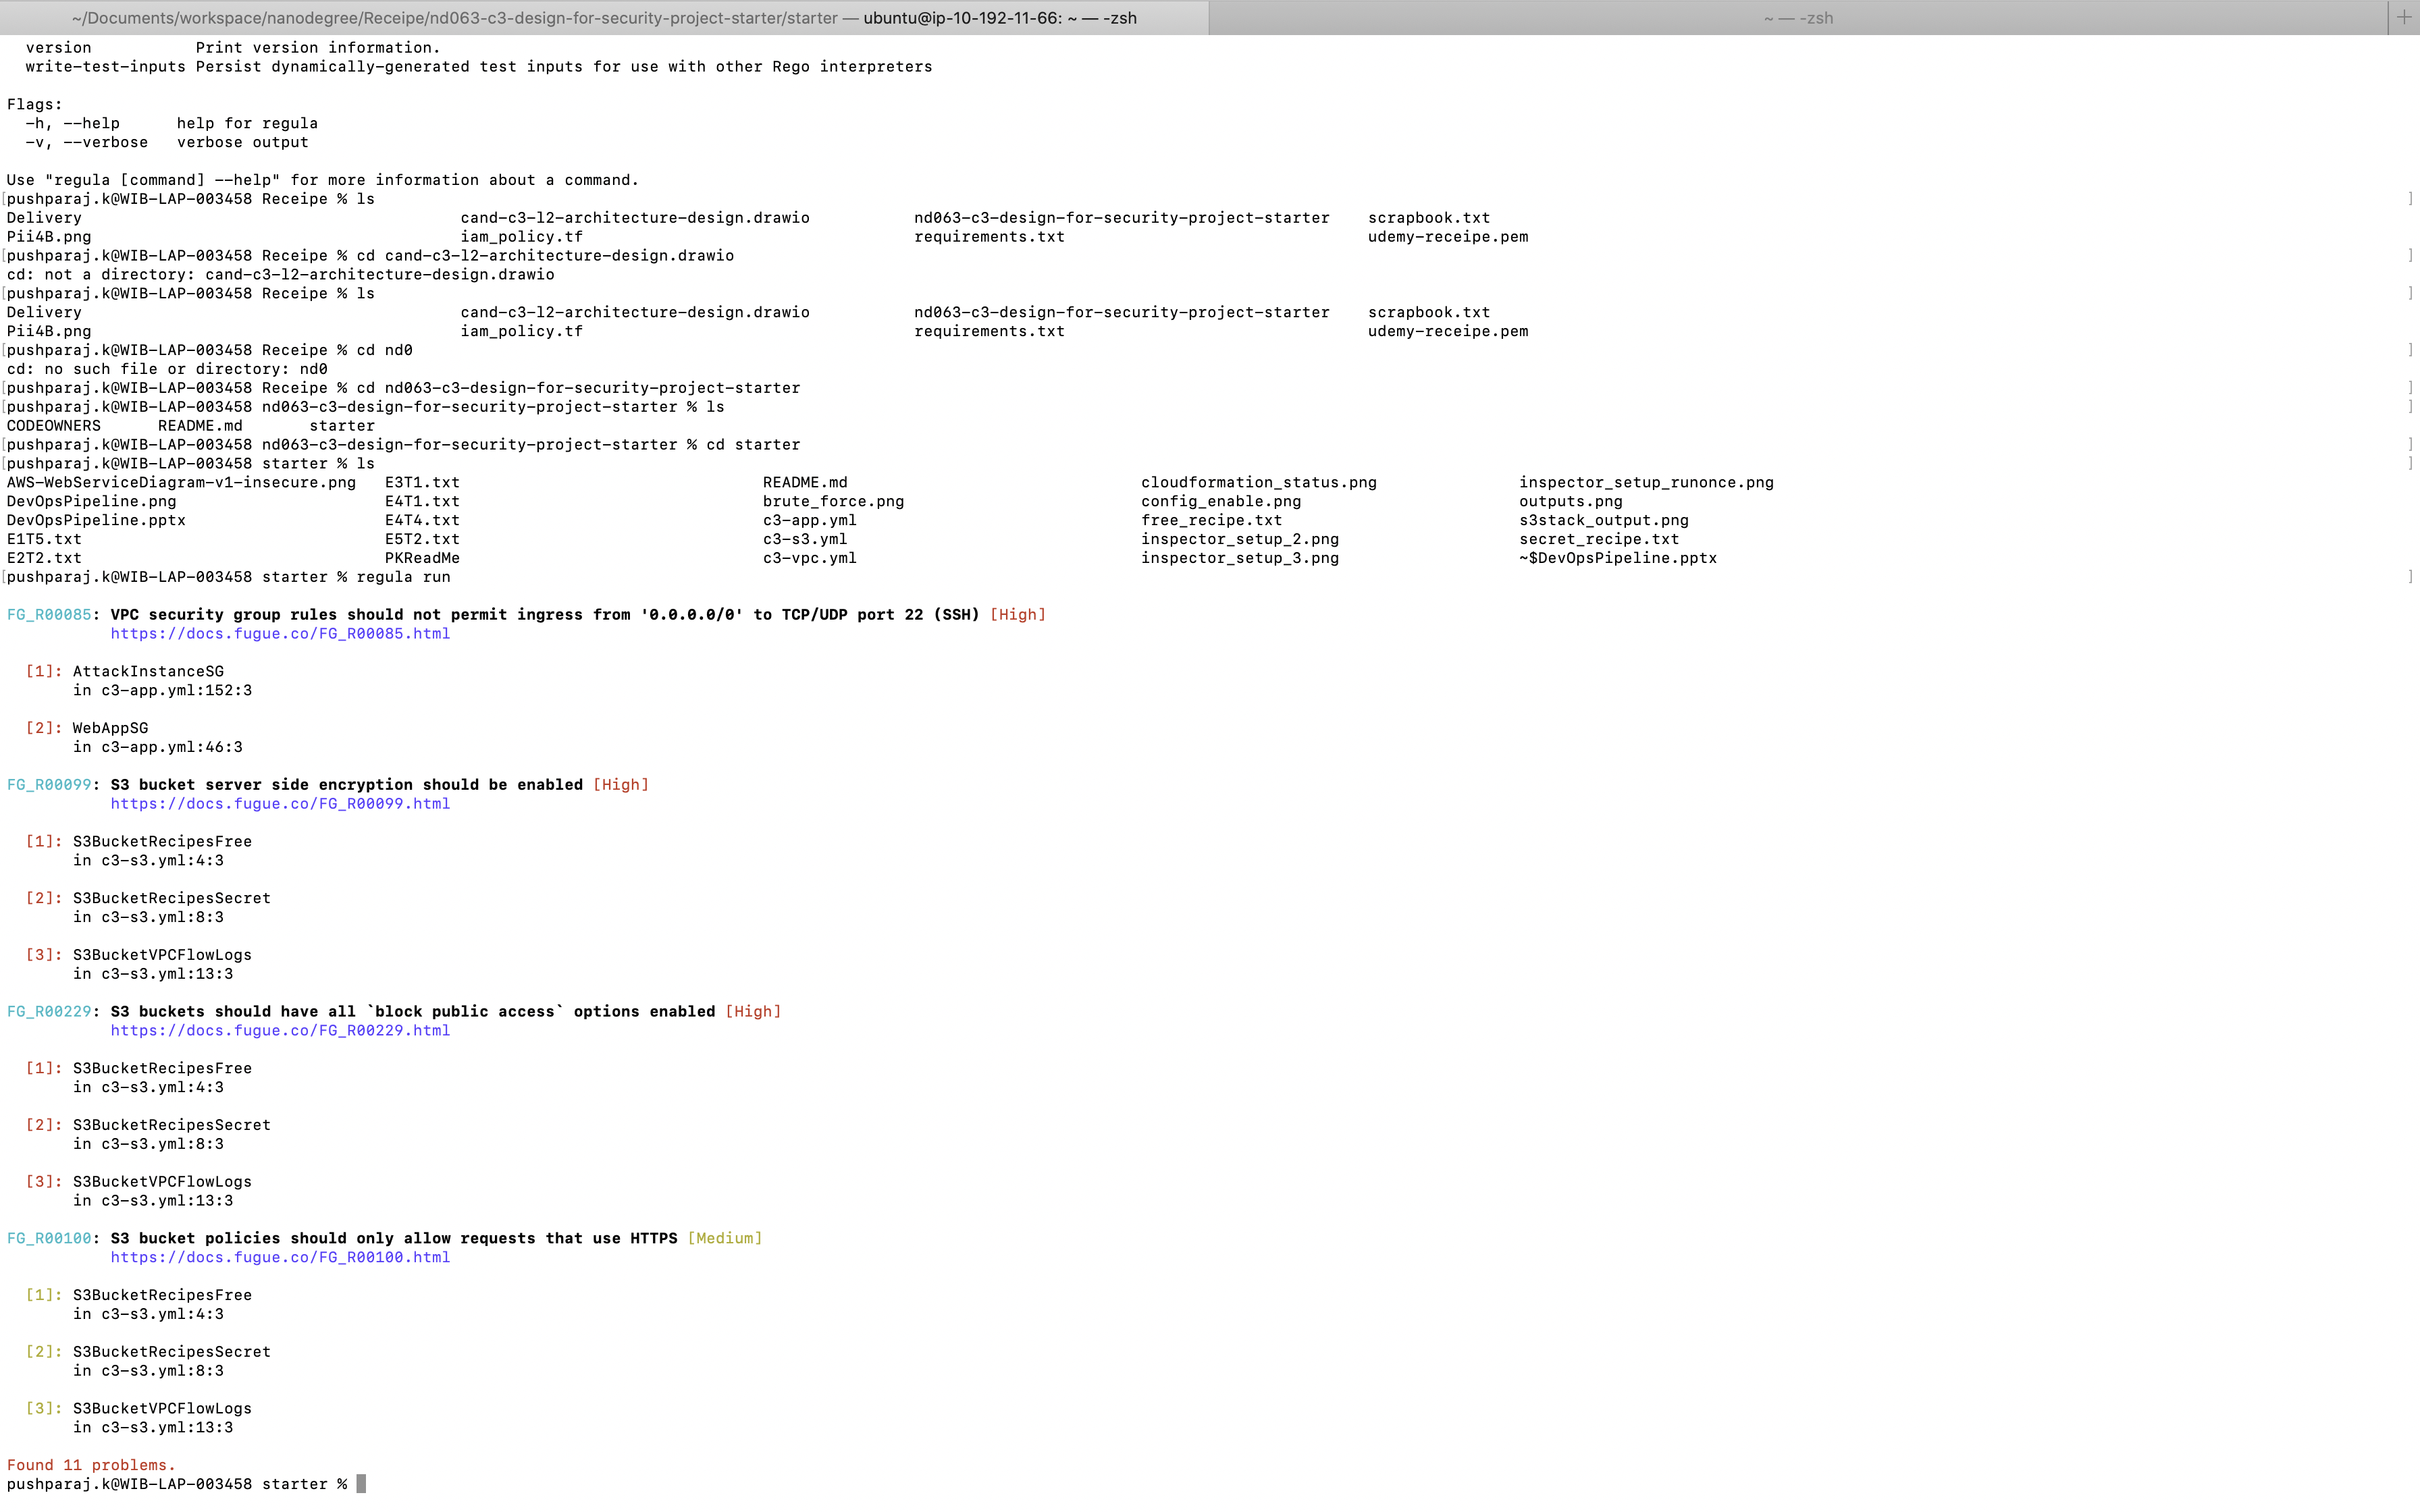 ~/Documents/workspace/nanodegree/Receipe/nd063-c3-design-for-security-project-starter/starter — ubuntu@ip-10-192-11-66: ~ — -zsh
~ — -zsh
+
version Print version information.
write-test-inputs Persist dynamically-generated test inputs for use with other Rego interpreters
Flags:
-h, --help help for regula
-v, --verbose verbose output
Use "regula [command] --help" for more information about a command.
[pushparaj.k@WIB-LAP-003458 Receipe % ls ]
Delivery cand-c3-l2-architecture-design.drawio nd063-c3-design-for-security-project-starter scrapbook.txt
Pii4B.png iam_policy.tf requirements.txt udemy-receipe.pem
[pushparaj.k@WIB-LAP-003458 Receipe % cd cand-c3-l2-architecture-design.drawio ]
cd: not a directory: cand-c3-l2-architecture-design.drawio
[pushparaj.k@WIB-LAP-003458 Receipe % ls ]
Delivery cand-c3-l2-architecture-design.drawio nd063-c3-design-for-security-project-starter scrapbook.txt
Pii4B.png iam_policy.tf requirements.txt udemy-receipe.pem
[pushparaj.k@WIB-LAP-003458 Receipe % cd nd0 ]
cd: no such file or directory: nd0
[pushparaj.k@WIB-LAP-003458 Receipe % cd nd063-c3-design-for-security-project-starter ]
[pushparaj.k@WIB-LAP-003458 nd063-c3-design-for-security-project-starter % ls ]
CODEOWNERS README.md starter
[pushparaj.k@WIB-LAP-003458 nd063-c3-design-for-security-project-starter % cd starter ]
[pushparaj.k@WIB-LAP-003458 starter % ls ]
AWS-WebServiceDiagram-v1-insecure.png E3T1.txt README.md cloudformation_status.png inspector_setup_runonce.png
DevOpsPipeline.png E4T1.txt brute_force.png config_enable.png outputs.png
DevOpsPipeline.pptx E4T4.txt c3-app.yml free_recipe.txt s3stack_output.png
E1T5.txt E5T2.txt c3-s3.yml inspector_setup_2.png secret_recipe.txt
E2T2.txt PKReadMe c3-vpc.yml inspector_setup_3.png ~$DevOpsPipeline.pptx
[pushparaj.k@WIB-LAP-003458 starter % regula run ]
FG_R00085: VPC security group rules should not permit ingress from '0.0.0.0/0' to TCP/UDP port 22 (SSH) [High]
https://docs.fugue.co/FG_R00085.html
[1]: AttackInstanceSG
in c3-app.yml:152:3
[2]: WebAppSG
in c3-app.yml:46:3
FG_R00099: S3 bucket server side encryption should be enabled [High]
https://docs.fugue.co/FG_R00099.html
[1]: S3BucketRecipesFree
in c3-s3.yml:4:3
[2]: S3BucketRecipesSecret
in c3-s3.yml:8:3
[3]: S3BucketVPCFlowLogs
in c3-s3.yml:13:3
FG_R00229: S3 buckets should have all `block public access` options enabled [High]
https://docs.fugue.co/FG_R00229.html
[1]: S3BucketRecipesFree
in c3-s3.yml:4:3
[2]: S3BucketRecipesSecret
in c3-s3.yml:8:3
[3]: S3BucketVPCFlowLogs
in c3-s3.yml:13:3
FG_R00100: S3 bucket policies should only allow requests that use HTTPS [Medium]
https://docs.fugue.co/FG_R00100.html
[1]: S3BucketRecipesFree
in c3-s3.yml:4:3
[2]: S3BucketRecipesSecret
in c3-s3.yml:8:3
[3]: S3BucketVPCFlowLogs
in c3-s3.yml:13:3
Found 11 problems.
pushparaj.k@WIB-LAP-003458 starter %